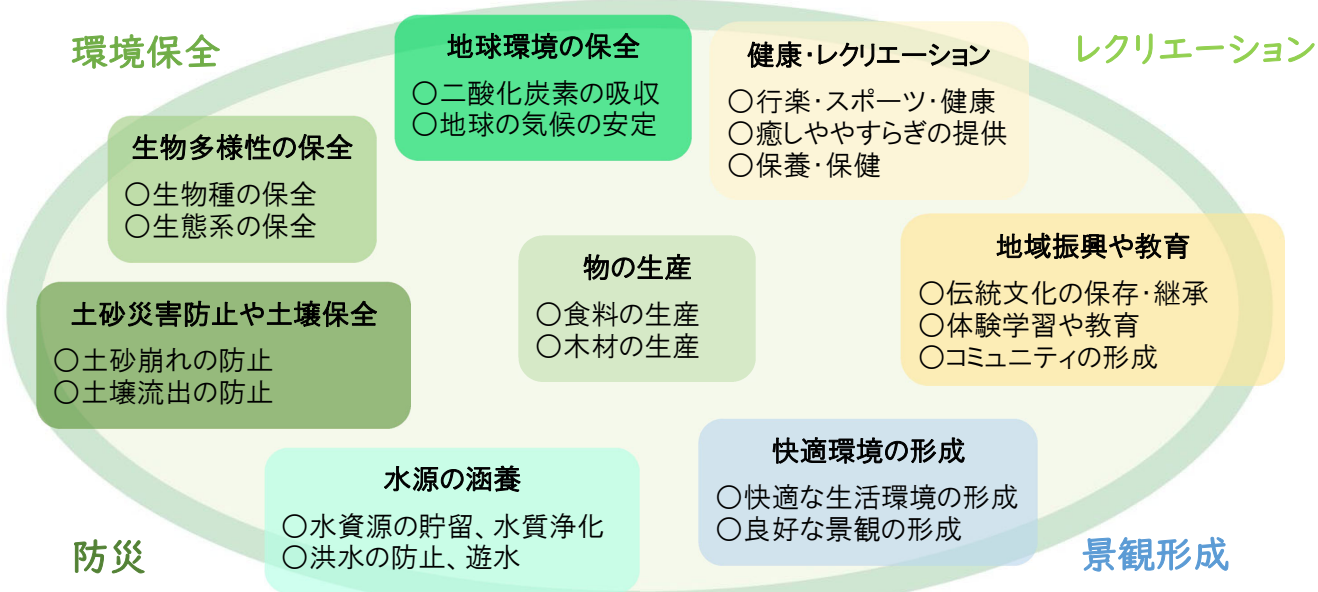 環境保全
地球環境の保全
○二酸化炭素の吸収
○地球の気候の安定
健康・レクリエーション
○行楽・スポーツ・健康
○癒しややすらぎの提供
○保養・保健
レクリエーション
生物多様性の保全
○生物種の保全
○生態系の保全
物の生産
○食料の生産
○木材の生産
地域振興や教育
○伝統文化の保存・継承
○体験学習や教育
○コミュニティの形成
土砂災害防止や土壌保全
○土砂崩れの防止
○土壌流出の防止
水源の涵養
○水資源の貯留、水質浄化
○洪水の防止、遊水
快適環境の形成
○快適な生活環境の形成
○良好な景観の形成
防災
景観形成